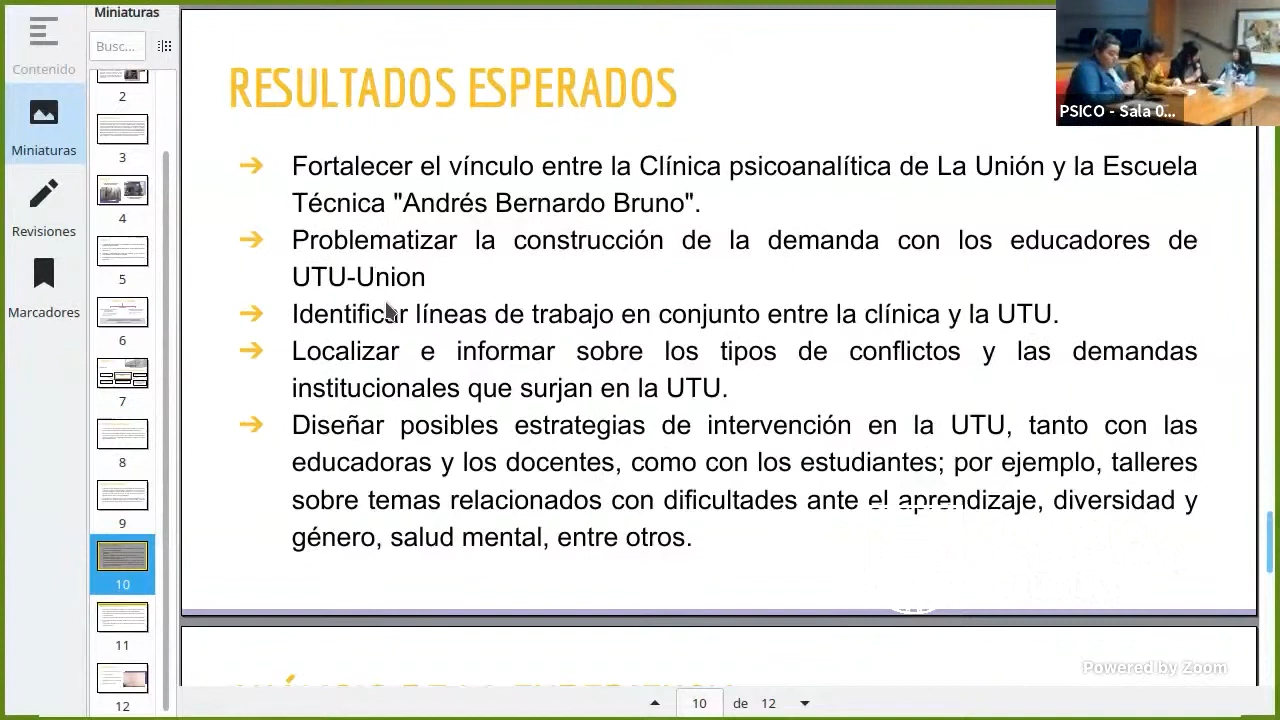 Miniaturas
Contenido
Busc...
Miniaturas
Revisiones
Marcadores
2
3
4
5
6
7
8
9
10
11
12
RESULTADOS ESPERADOS
➔ Fortalecer el vínculo entre la Clínica psicoanalítica de La Unión y la Escuela
Técnica "Andrés Bernardo Bruno".
➔ Problematizar la construcción de la demanda con los educadores de
UTU-Union
➔ Identificar líneas de trabajo en conjunto entre la clínica y la UTU.
➔ Localizar e informar sobre los tipos de conflictos y las demandas
institucionales que surjan en la UTU.
➔ Diseñar posibles estrategias de intervención en la UTU, tanto con las
educadoras y los docentes, como con los estudiantes; por ejemplo, talleres
sobre temas relacionados con dificultades ante el aprendizaje, diversidad y
género, salud mental, entre otros.
PSICO - Sala 0...
Powered by Zoom
10 de 12